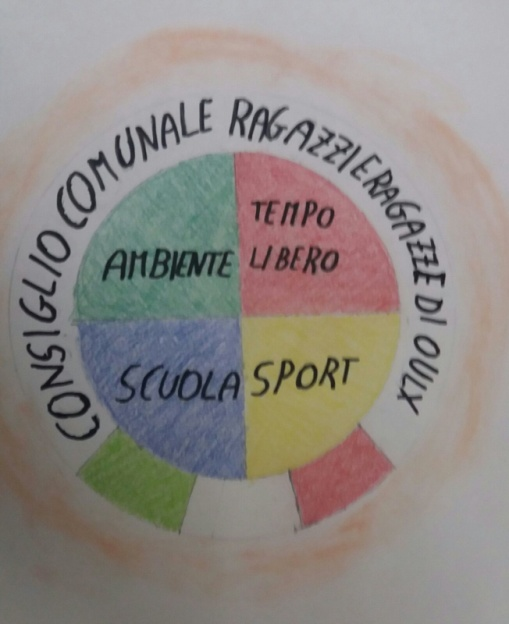 CONSIGLIO COMUNALE RAGAZZI E RAGAZZE DI OULX
AMBIENTE
TEMPO
LIBERO
SCUOLA
SPORT